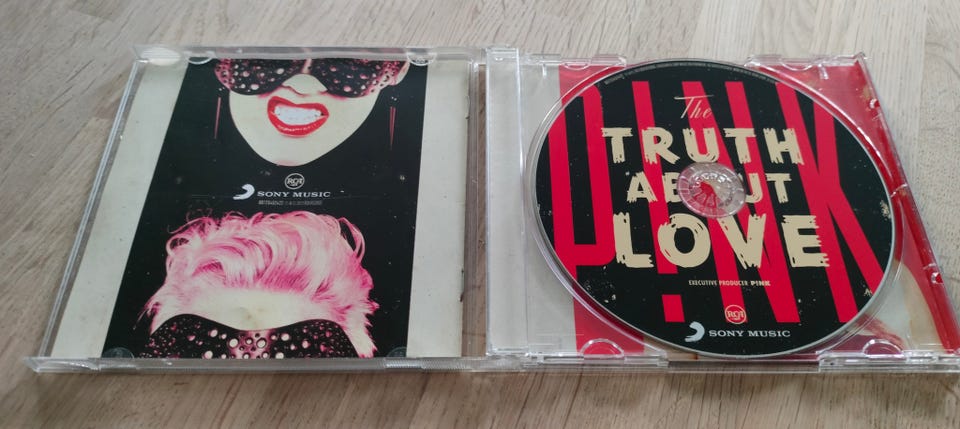 RCA
SONY MUSIC
P!NK
The
TRUTH
ABOUT
LOVE
EXECUTIVE PRODUCER P!NK
RCA
SONY MUSIC